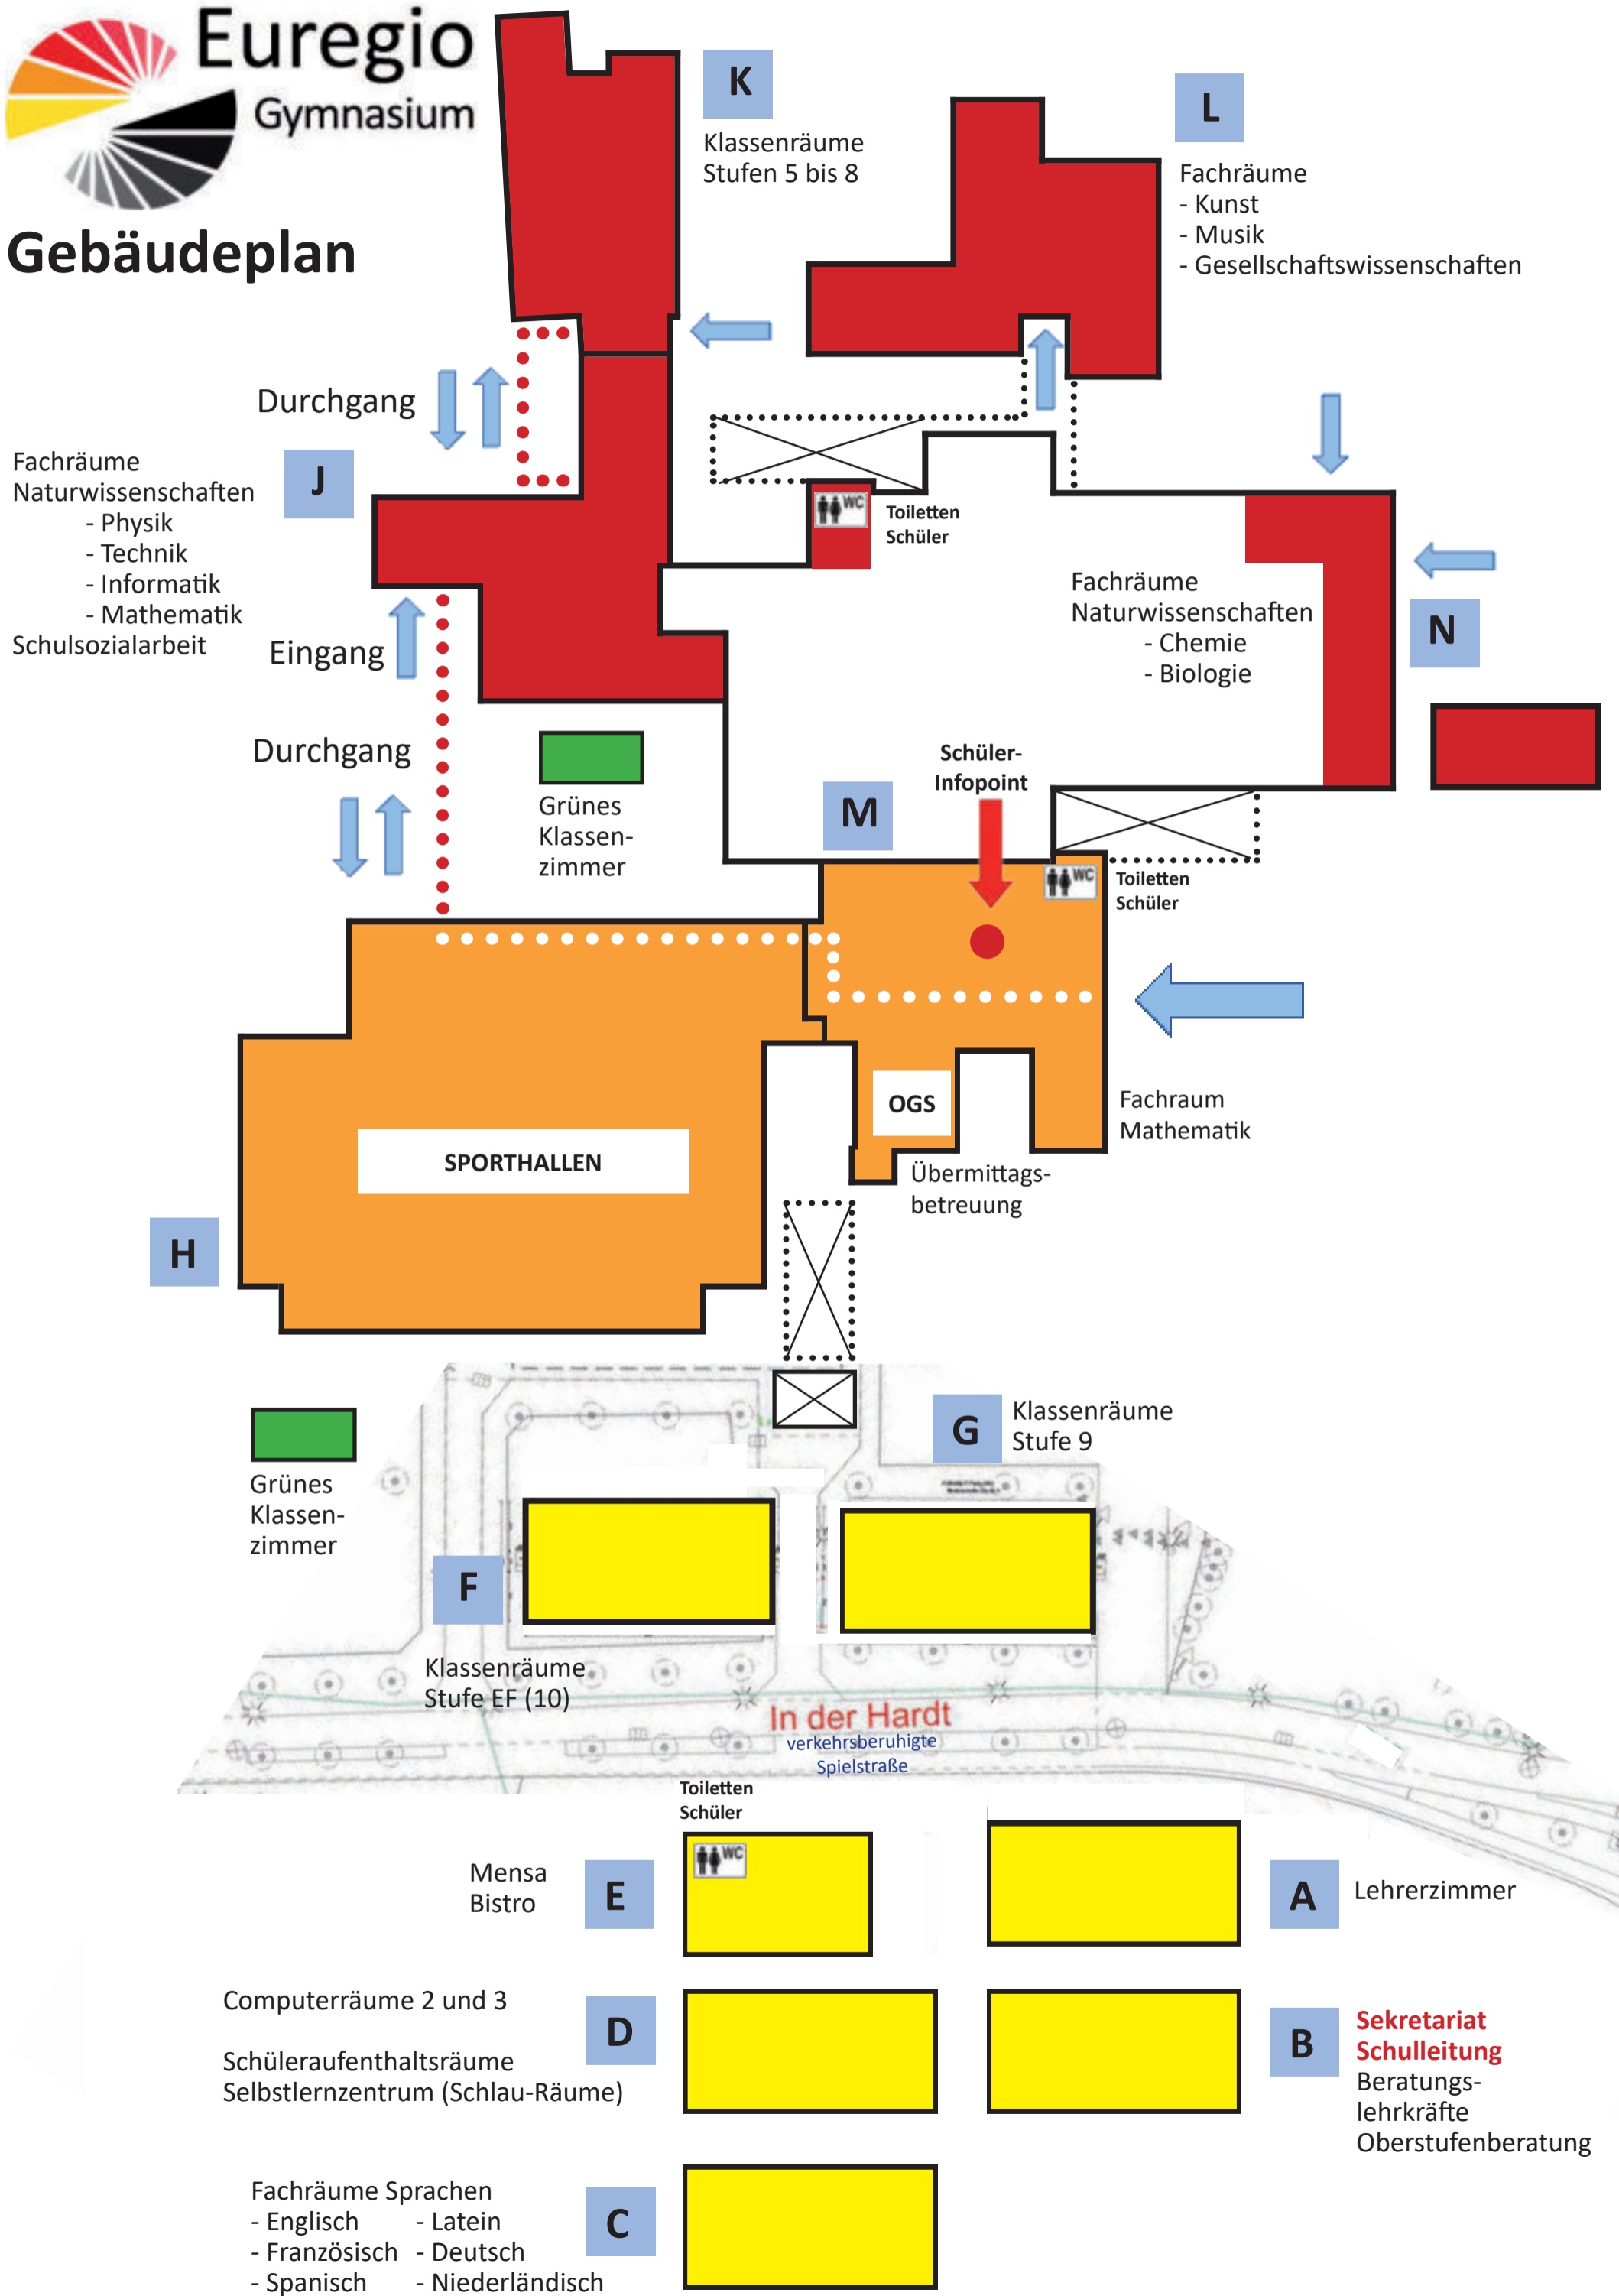 Euregio
Gymnasium
Gebäudeplan
K
Klassenräume
Stufen 5 bis 8
L
Fachräume
- Kunst
- Musik
- Gesellschaftswissenschaften
Durchgang
Fachräume
Naturwissenschaften
- Physik
- Technik
- Informatik
- Mathematik
Schulsozialarbeit
J
WC
Toiletten
Schüler
Eingang
Fachräume
Naturwissenschaften
- Chemie
- Biologie
N
Durchgang
Grünes
Klassen-
zimmer
Schüler-
Infopoint
M
WC
Toiletten
Schüler
OGS
Fachraum
Mathematik
SPORTHALLEN
Übermittags-
betreuung
H
G
Klassenräume
Stufe 9
Grünes
Klassen-
zimmer
F
Klassenräume
Stufe EF (10)
In der Hardt
verkehrsberuhigte
Spielstraße
Toiletten
Schüler
WC
Mensa
Bistro
E
A
Lehrerzimmer
Computerräume 2 und 3
Schüleraufenthaltsräume
Selbstlernzentrum (Schlau-Räume)
D
B
Sekretariat
Schulleitung
Beratungs-
lehrkräfte
Oberstufenberatung
Fachräume Sprachen
- Englisch - Latein
- Französisch - Deutsch
- Spanisch - Niederländisch
C